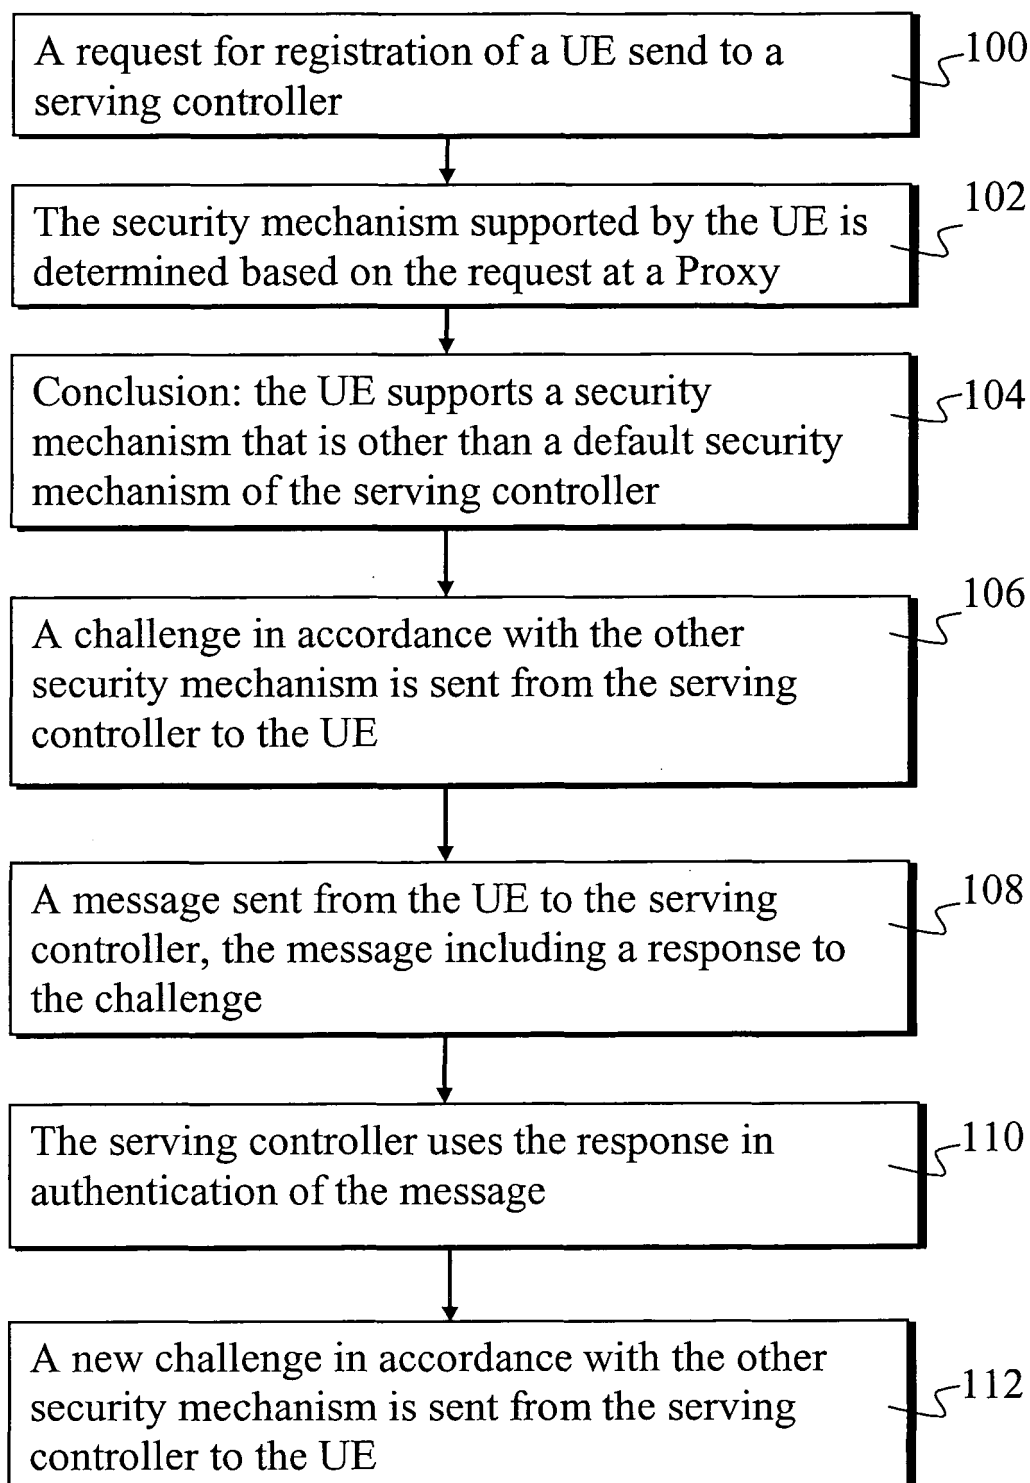 A request for registration of a UE send to a
serving controller
100
The security mechanism supported by the UE is
determined based on the request at a Proxy
102
Conclusion: the UE supports a security
mechanism that is other than a default security
mechanism of the serving controller
104
A challenge in accordance with the other
security mechanism is sent from the serving
controller to the UE
106
A message sent from the UE to the serving
controller, the message including a response to
the challenge
108
The serving controller uses the response in
authentication of the message
110
A new challenge in accordance with the other
security mechanism is sent from the serving
controller to the UE
112